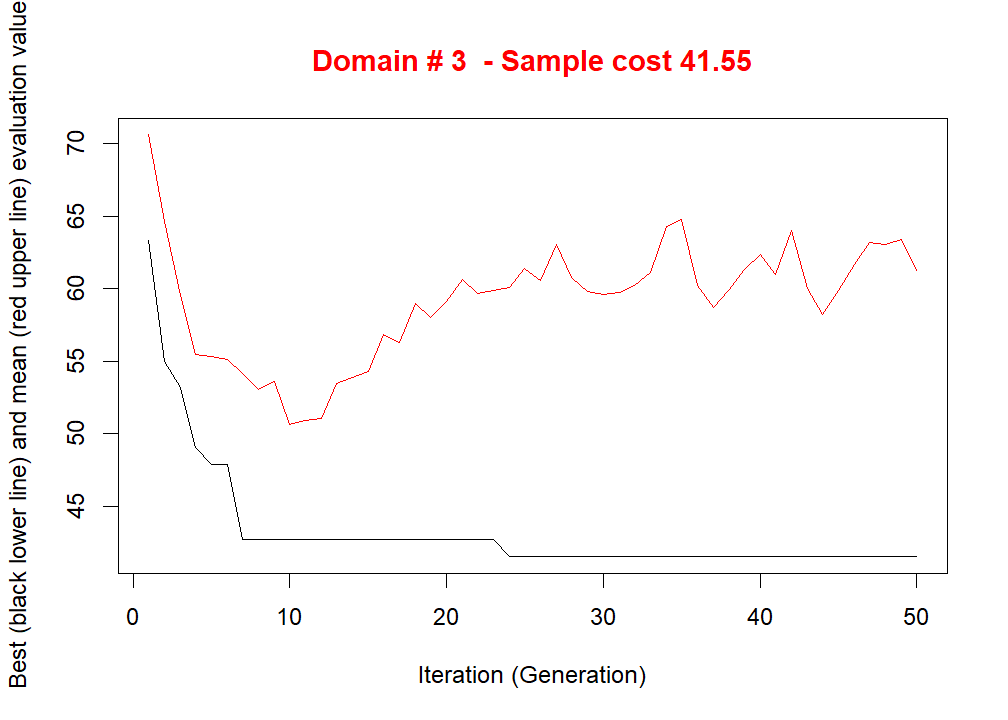 Domain # 3  - Sample cost 41.55
Best (black lower line) and mean (red upper line) evaluation value
70
65
60
55
50
45
0 10 20 30 40 50
Iteration (Generation)